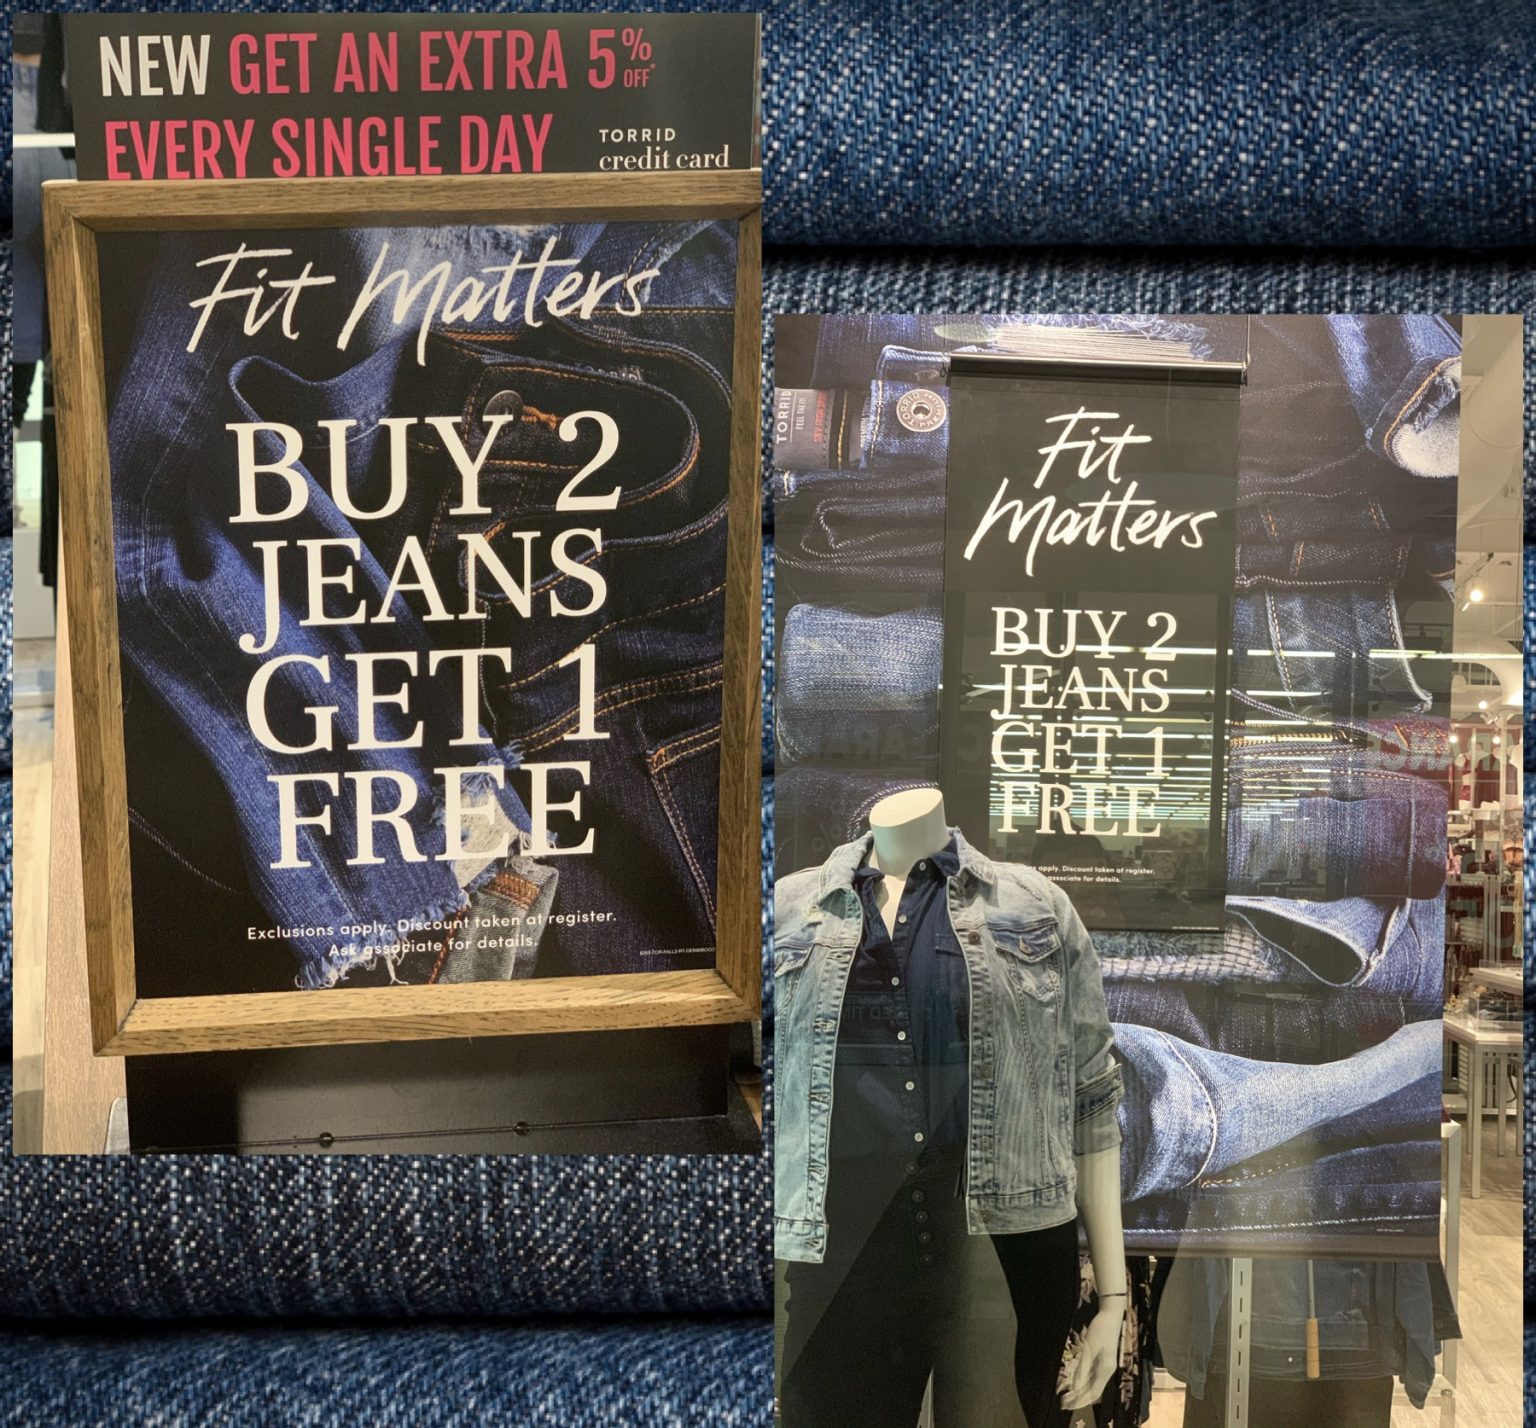 NEW GET AN EXTRA 5% OFF*
EVERY SINGLE DAY
TORRID
credit card
Fit Matters
BUY 2
JEANS
GET 1
FREE
Exclusions apply. Discount taken at register.
Ask associate for details.
TORRID
Fit
Matters
BUY 2
JEANS
GET 1
FREE
apply. Discount taken at register.
associate for details.